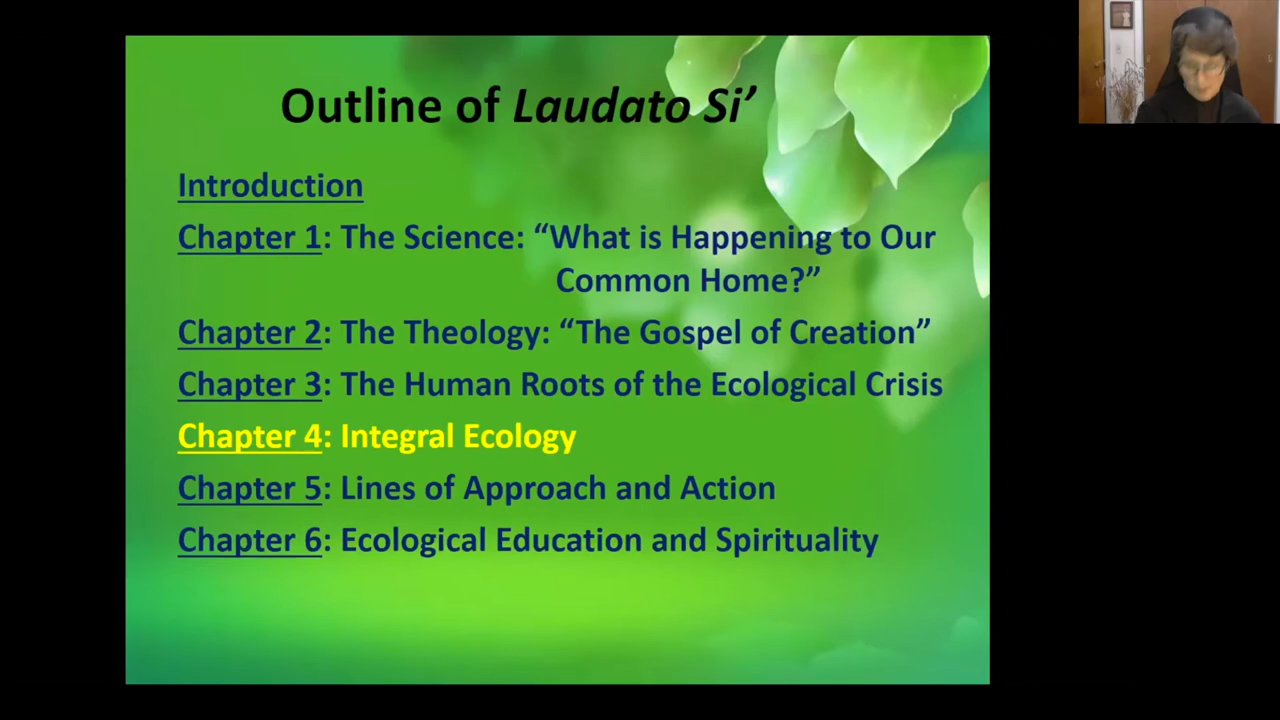 Outline of Laudato Si’
Introduction
Chapter 1: The Science: “What is Happening to Our
Common Home?”
Chapter 2: The Theology: “The Gospel of Creation”
Chapter 3: The Human Roots of the Ecological Crisis
Chapter 4: Integral Ecology
Chapter 5: Lines of Approach and Action
Chapter 6: Ecological Education and Spirituality